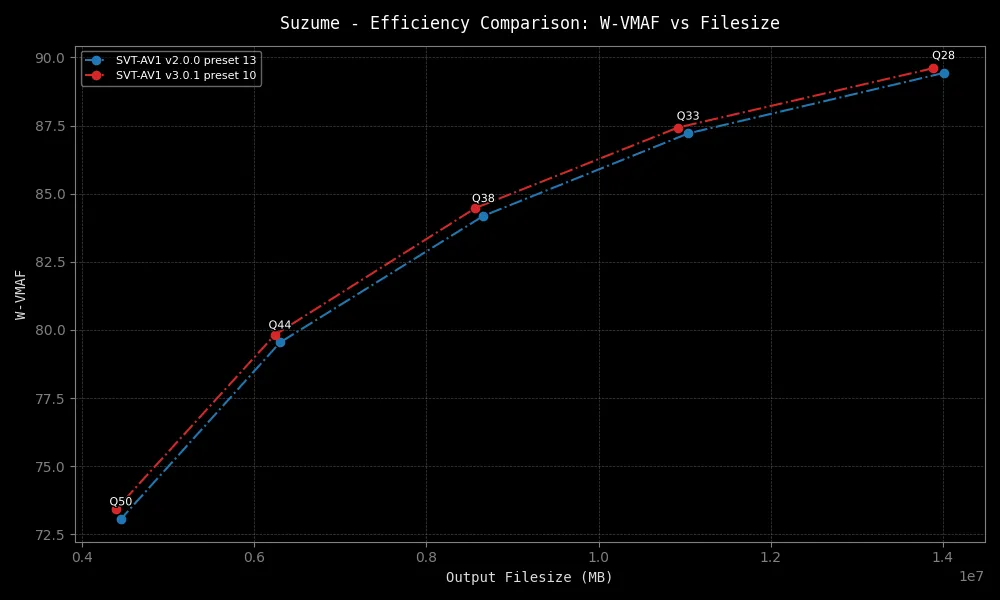 Suzume - Efficiency Comparison: W-VMAF vs Filesize
SVT-AV1 v2.0.0 preset 13
SVT-AV1 v3.0.1 preset 10
Q28
Q33
Q38
Q44
Q50
90.0
87.5
85.0
82.5
80.0
77.5
75.0
72.5
W-VMAF
0.4 0.6 0.8 1.0 1.2 1.4
1e7
Output Filesize (MB)